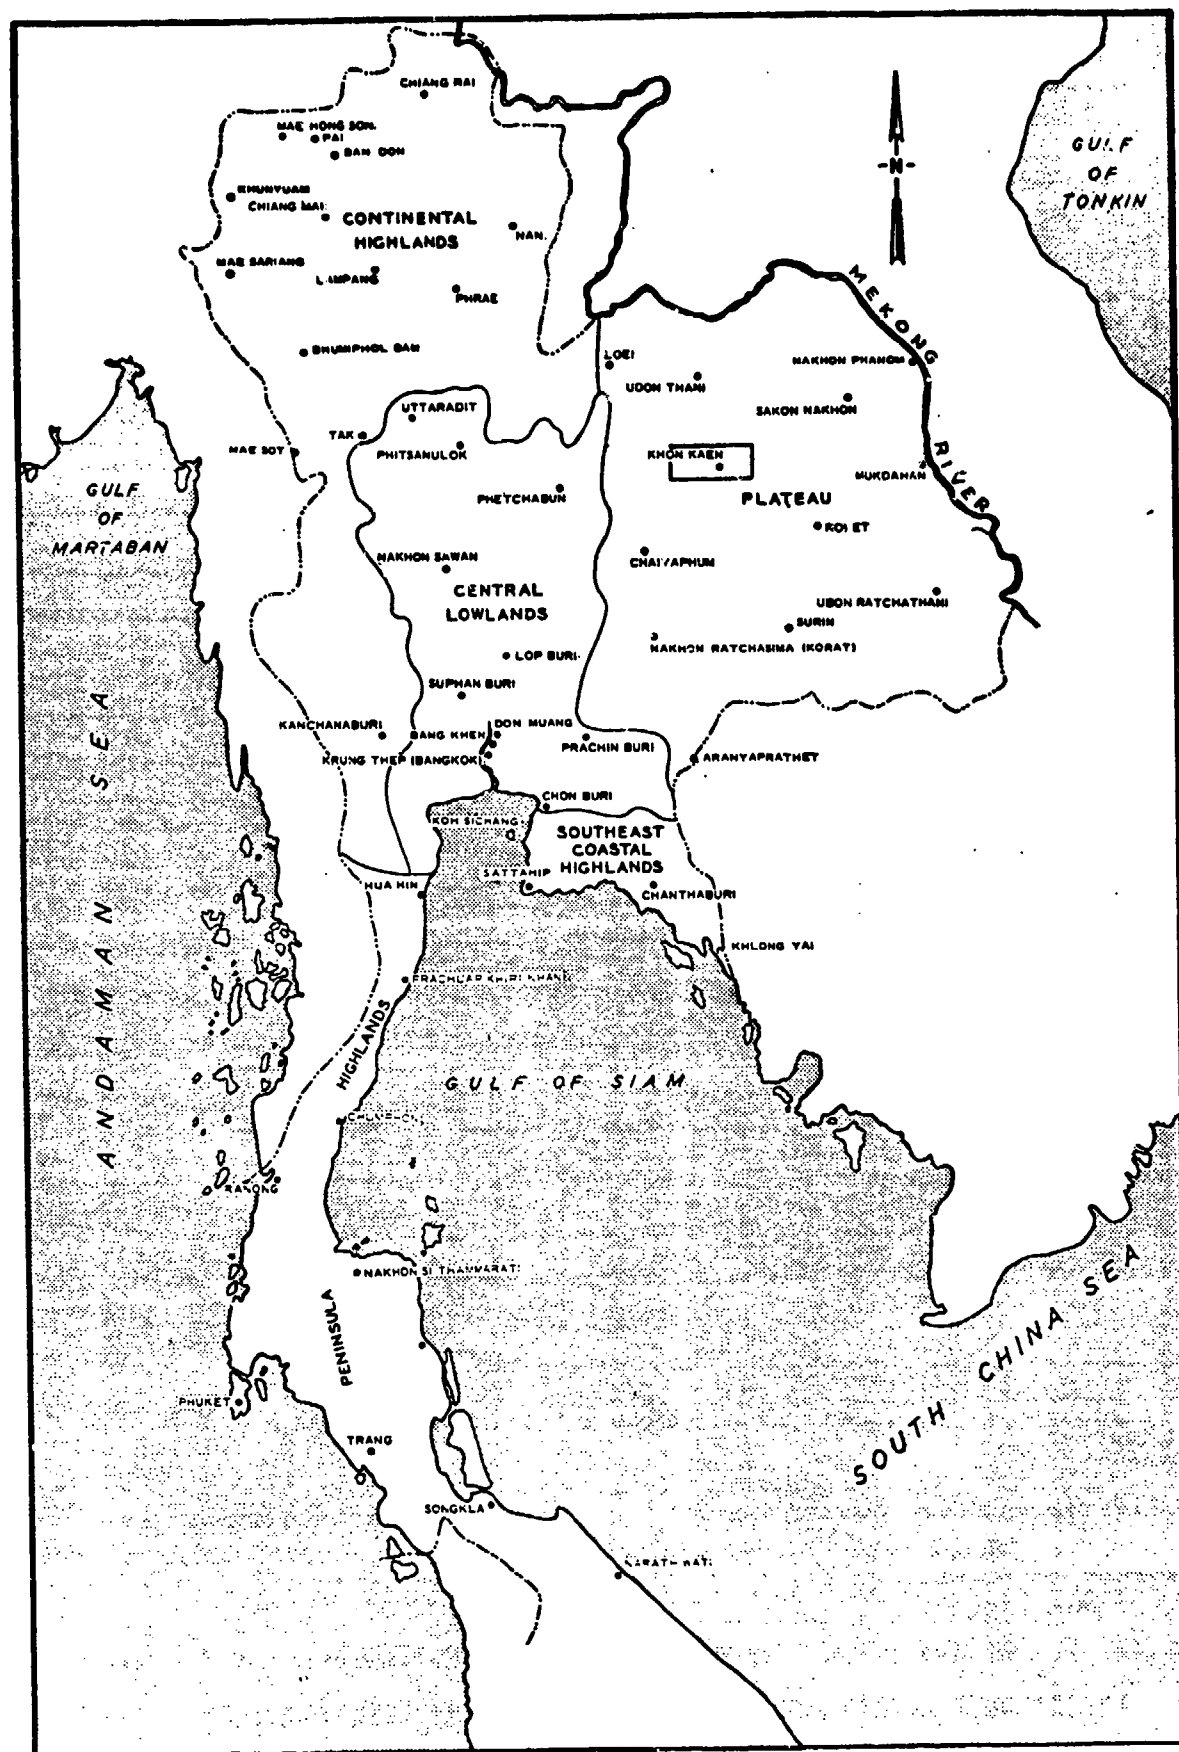 CHIANG RAI
MAE HONG SON
PAI
BAN DON
GULF
OF
TONKIN
KHUNYUAM
CHIANG MAI
CONTINENTAL
HIGHLANDS
NAN
MAE SARIANG
LAMPANG
PHRAE
MEKONG
RIVER
BHUMIPHOL DAM
LOEI
NAKHON PHANOM
UDON THANI
SAKON NAKHON
UTTARADIT
TAK
MAE SOT
PHITSANULOK
KHON KAEN
MUKDAHAN
PHETCHABUN
PLATEAU
GULF
OF
MARTABAN
ROI ET
NAKHON SAWAN
CHAIYAPHUM
CENTRAL
LOWLANDS
UBON RATCHATHANI
SURIN
NAKHON RATCHASIMA (KORAT)
LOP BURI
SUPHAN BURI
KANCHANABURI
BANG KHEN
DON MUANG
PRACHIN BURI
KRUNG THEP (BANGKOK)
ARANYAPRATHET
CHON BURI
KOH SICHANG
SOUTHEAST
COASTAL
HIGHLANDS
SATTAHIP
HUA HIN
CHANTHABURI
KHLONG YAI
ANDAMAN SEA
HIGHLANDS
GULF OF SIAM
RANONG
NAKHON SI THAMMARAT
PENINSULA
SOUTH CHINA SEA
PHUKET
TRANG
SONGKLA
N